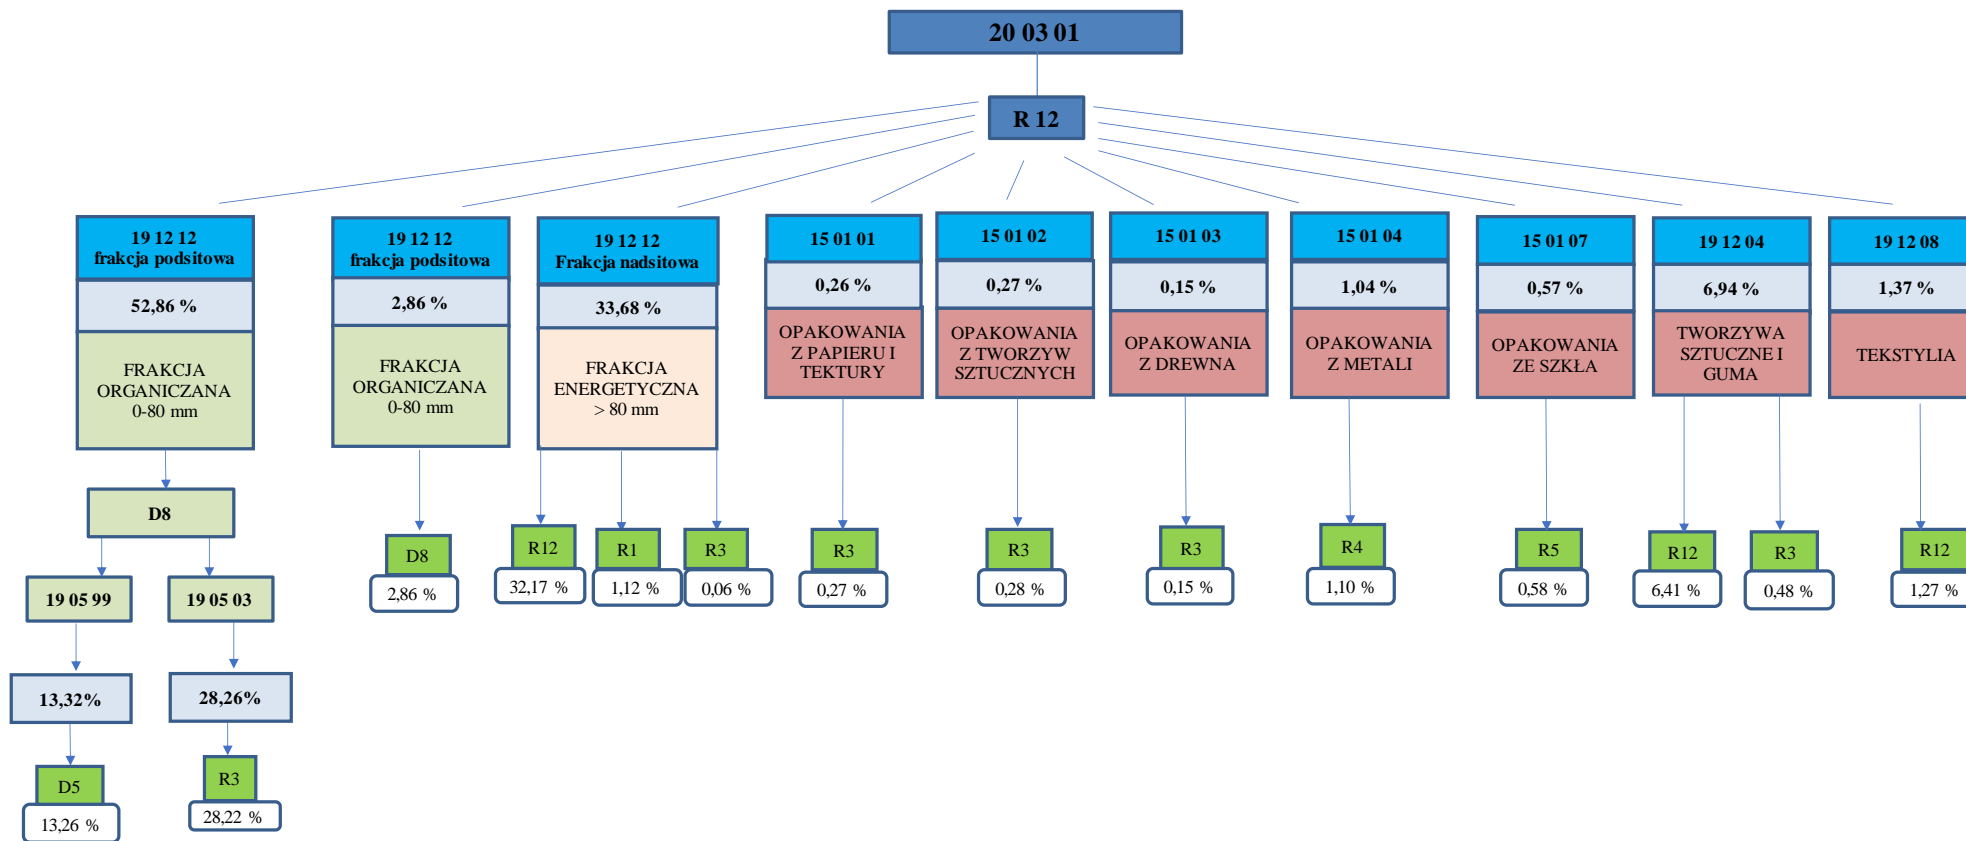 20 03 01
R 12
19 12 12
frakcja podsitowa
52,86 %
FRAKCJA
ORGANICZANA
0-80 mm
19 12 12
frakcja podsitowa
2,86 %
FRAKCJA
ORGANICZANA
0-80 mm
19 12 12
Frakcja nadsitowa
33,68 %
FRAKCJA
ENERGETYCZNA
> 80 mm
15 01 01
0,26 %
OPAKOWANIA
Z PAPIERU I
TEKTURY
15 01 02
0,27 %
OPAKOWANIA
Z TWORZYW
SZTUCZNYCH
15 01 03
0,15 %
OPAKOWANIA
Z DREWNA
15 01 04
1,04 %
OPAKOWANIA
Z METALI
15 01 07
0,57 %
OPAKOWANIA
ZE SZKŁA
19 12 04
6,94 %
TWORZYWA
SZTUCZNE I
GUMA
19 12 08
1,37 %
TEKSTYLIA
D8
D8
2,86 %
R12
32,17 %
R1
1,12 %
R3
0,06 %
R3
0,27 %
R3
0,28 %
R3
0,15 %
R4
1,10 %
R5
0,58 %
R12
6,41 %
R3
0,48 %
R12
1,27 %
19 05 99
19 05 03
13,32%
28,26%
D5
13,26 %
R3
28,22 %